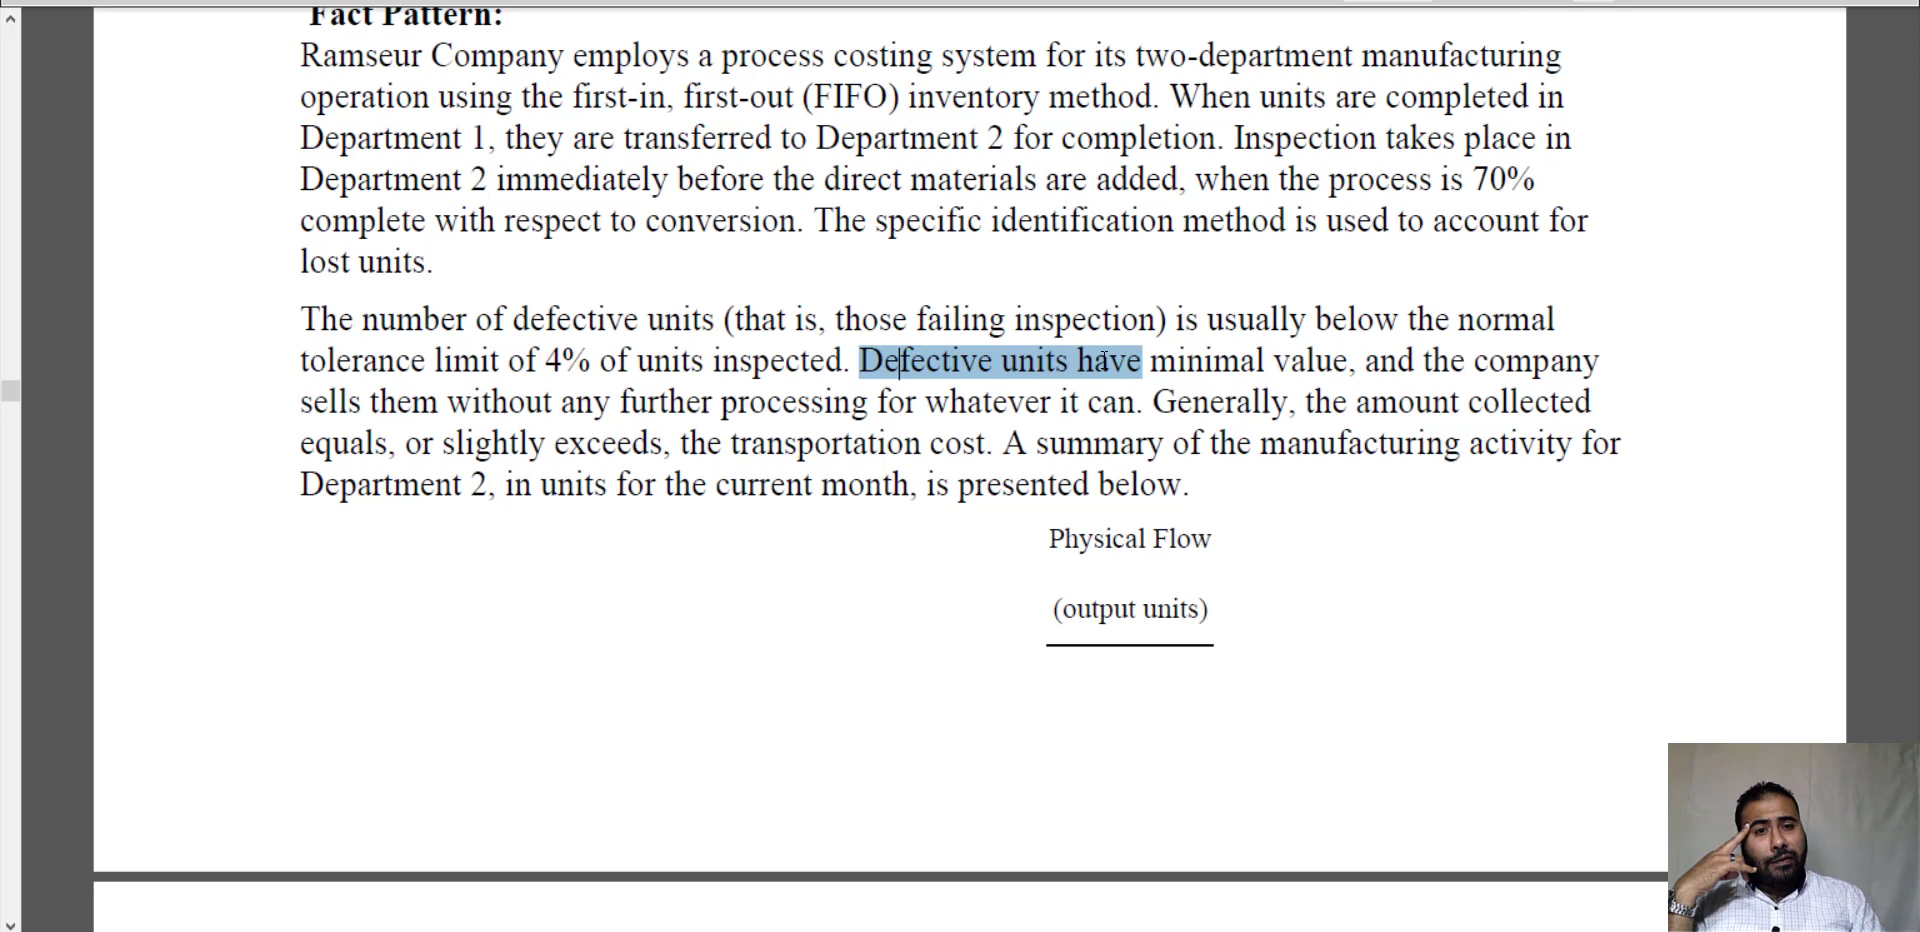 Fact Pattern:
Ramseur Company employs a process costing system for its two-department manufacturing
operation using the first-in, first-out (FIFO) inventory method. When units are completed in
Department 1, they are transferred to Department 2 for completion. Inspection takes place in
Department 2 immediately before the direct materials are added, when the process is 70%
complete with respect to conversion. The specific identification method is used to account for
lost units.
The number of defective units (that is, those failing inspection) is usually below the normal
tolerance limit of 4% of units inspected. Defective units have minimal value, and the company
sells them without any further processing for whatever it can. Generally, the amount collected
equals, or slightly exceeds, the transportation cost. A summary of the manufacturing activity for
Department 2, in units for the current month, is presented below.
Physical Flow
(output units)